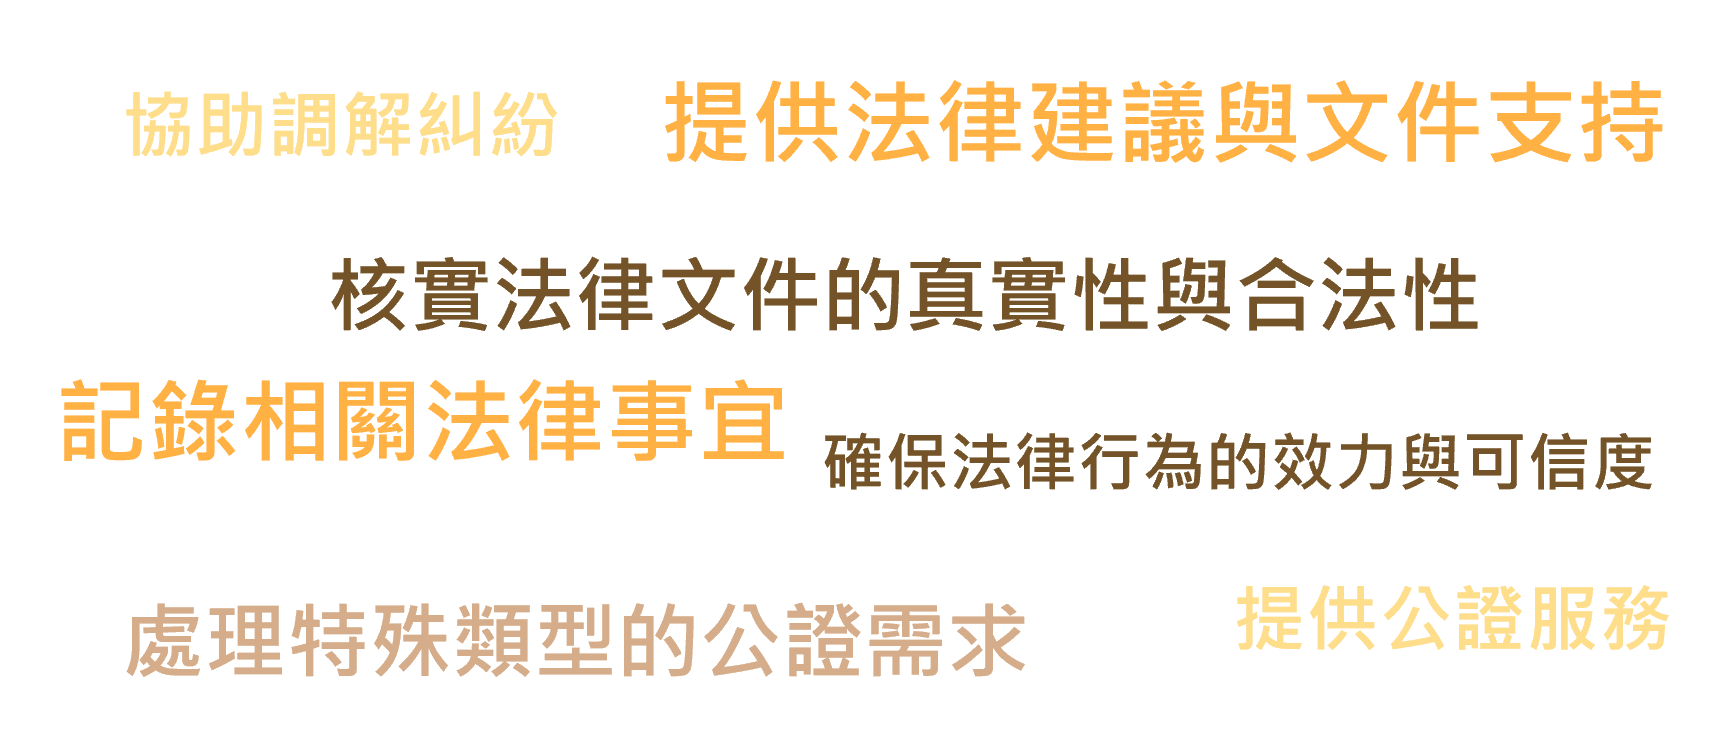 協助調解糾紛
提供法律建議與文件支持
核實法律文件的真實性與合法性
記錄相關法律事宜
確保法律行為的效力與可信度
處理特殊類型的公證需求
提供公證服務